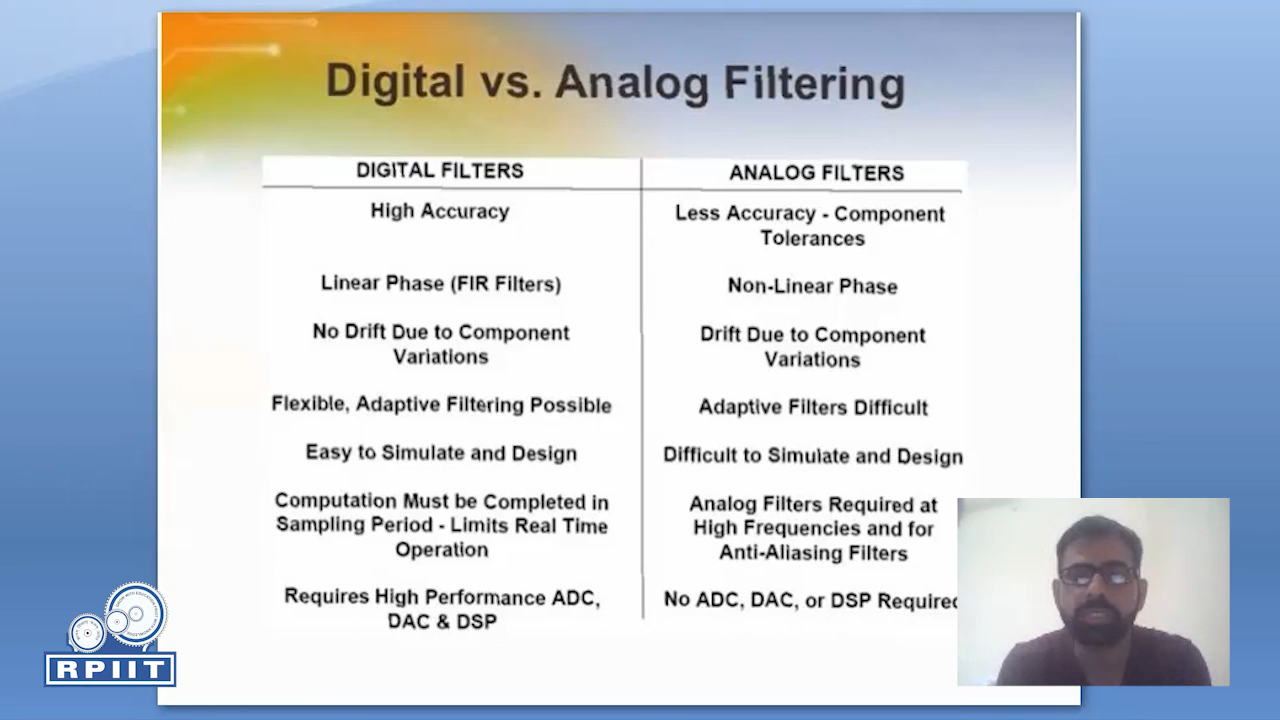 Digital vs. Analog Filtering
DIGITAL FILTERS
ANALOG FILTERS
High Accuracy
Less Accuracy - Component
Tolerances
Linear Phase (FIR Filters)
Non-Linear Phase
No Drift Due to Component
Variations
Drift Due to Component
Variations
Flexible, Adaptive Filtering Possible
Adaptive Filters Difficult
Easy to Simulate and Design
Difficult to Simulate and Design
Computation Must be Completed in
Sampling Period - Limits Real Time
Operation
Analog Filters Required at
High Frequencies and for
Anti-Aliasing Filters
Requires High Performance ADC,
DAC & DSP
No ADC, DAC, or DSP Required
RPIIT